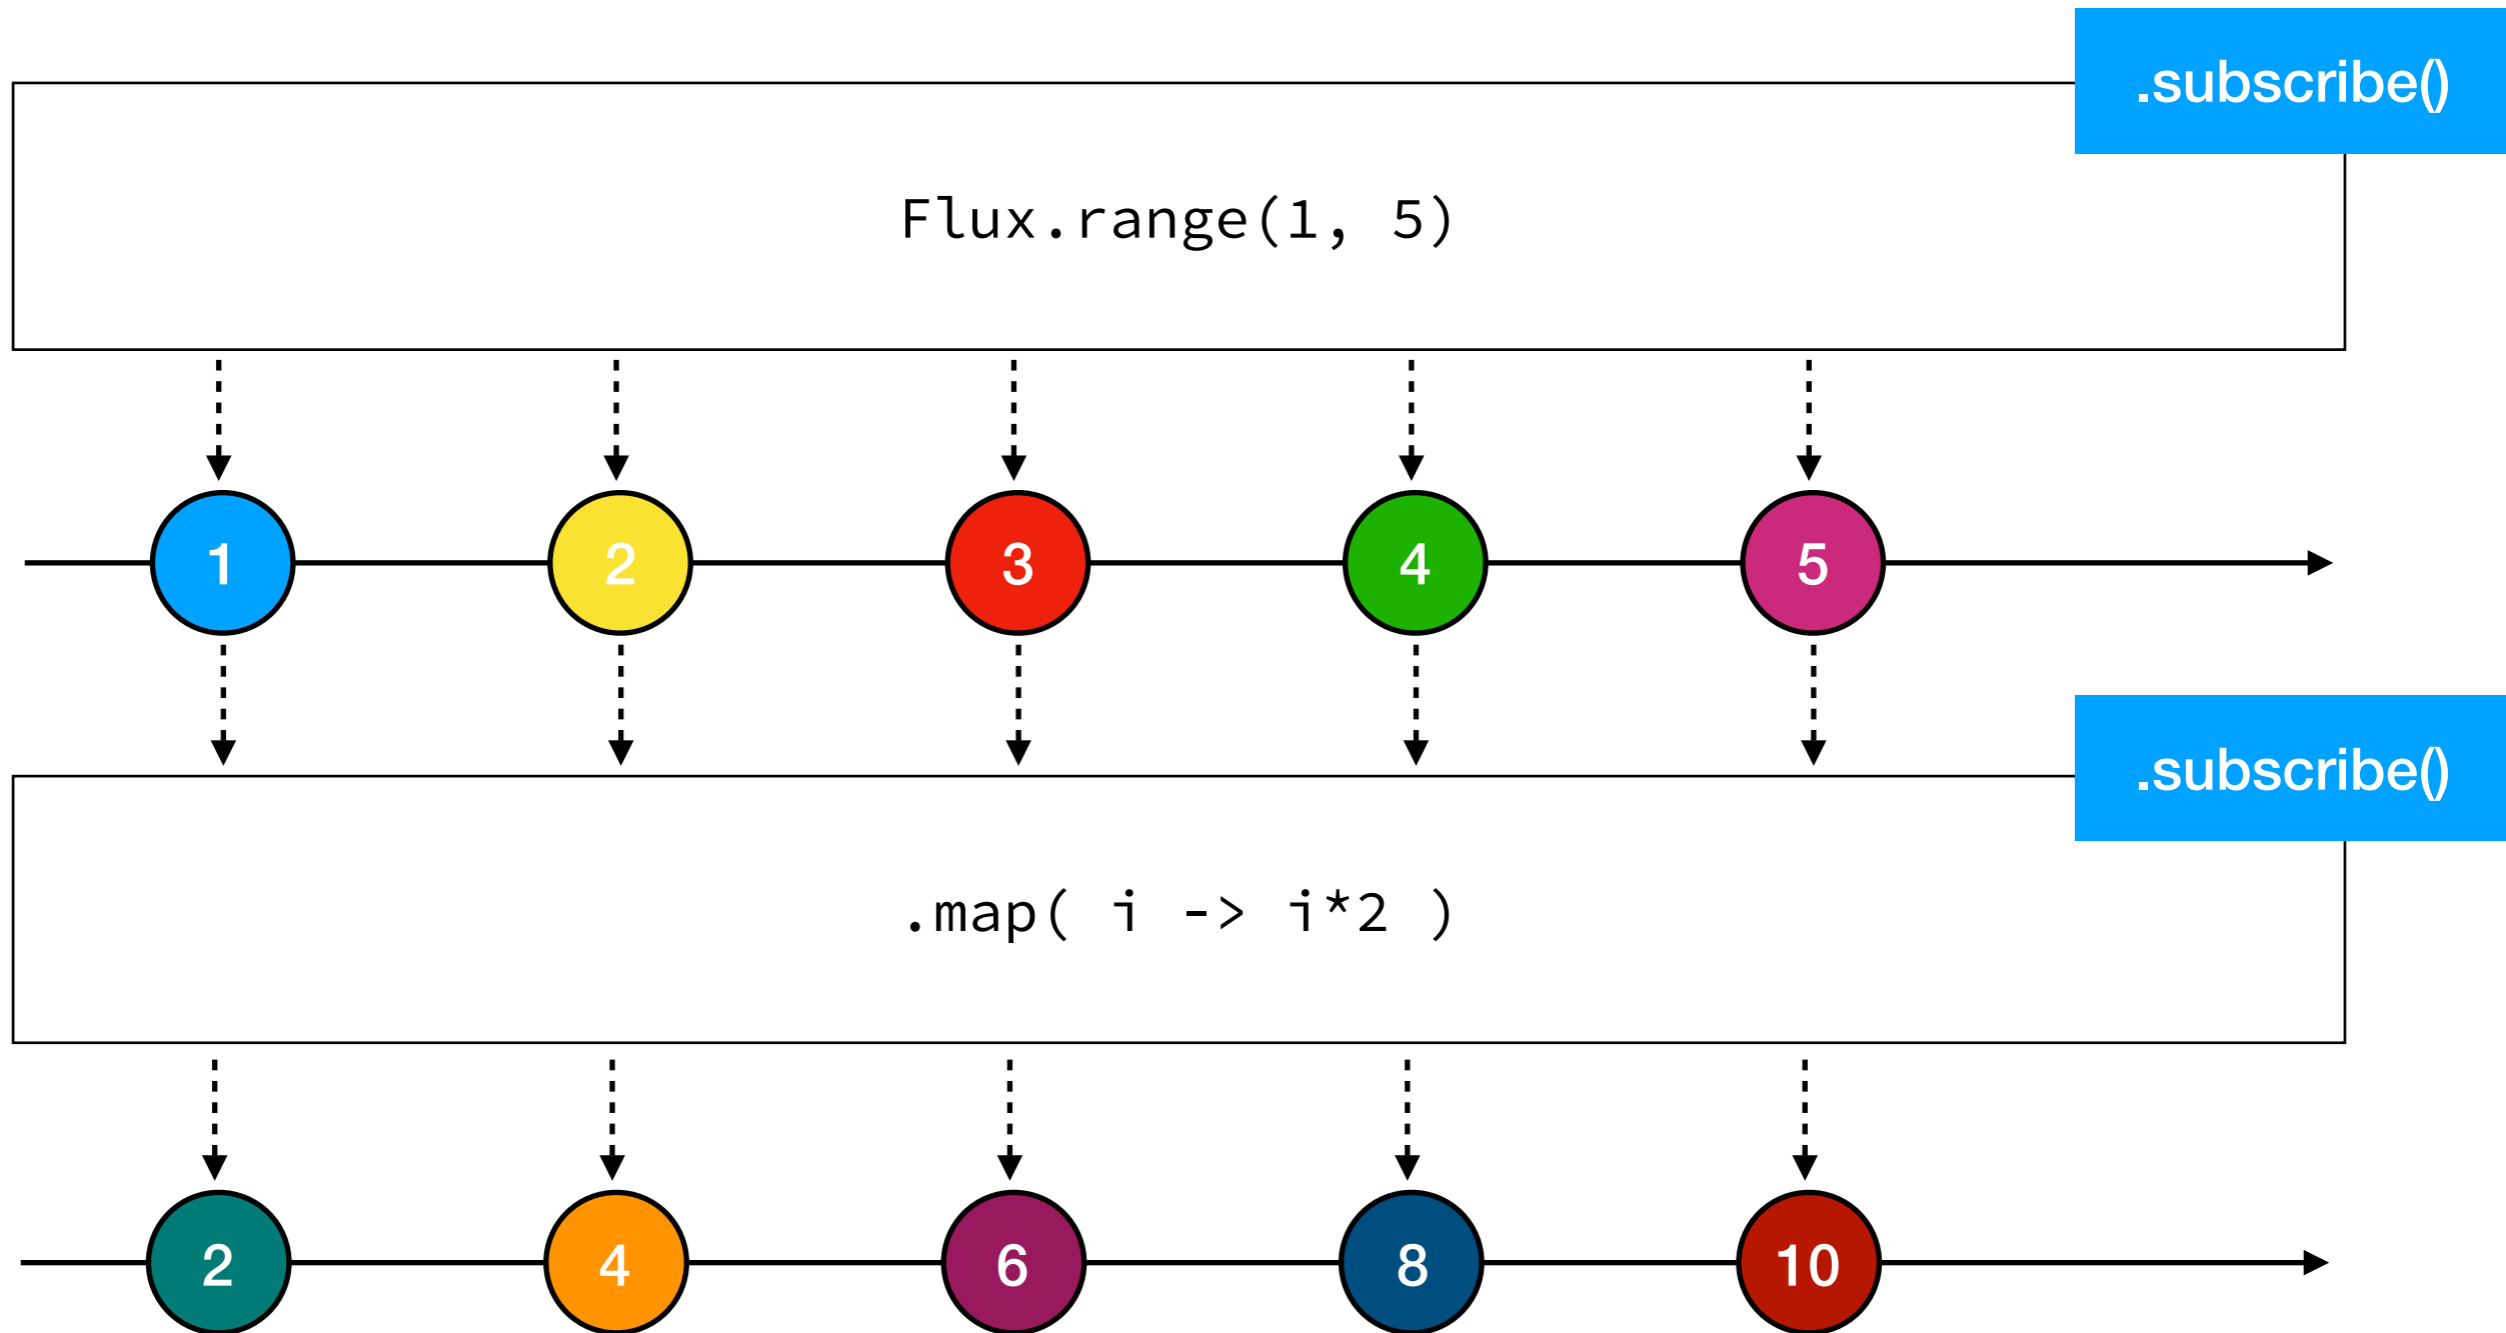 .subscribe()
Flux.range(1, 5)
1 2 3 4 5
.subscribe()
.map( i -> i*2 )
2 4 6 8 10